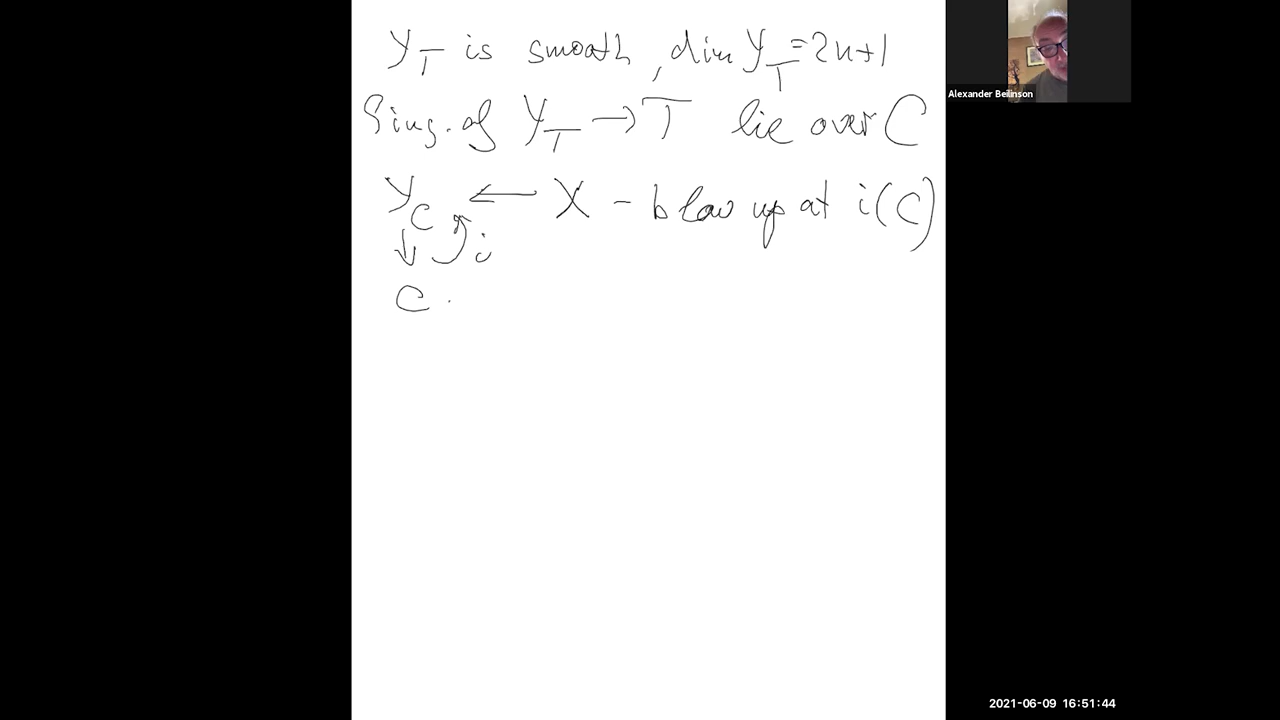 Y_T is smooth, dim Y_T = 2n+1
Sing. of Y_T → T lie over C
Y_C ← X – blow up at i(C)
↓ ↑ i
C .
Alexander Beilinson
2021-06-09 16:51:44